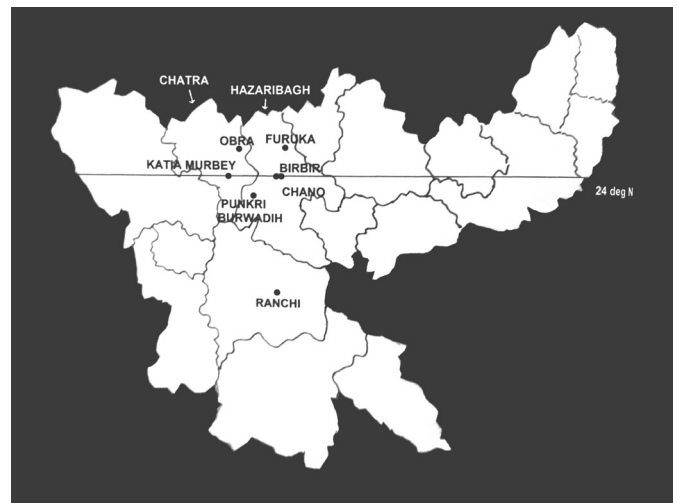 CHATRA
HAZARIBAGH
OBRA
FURUKA
KATIA MURBEY
BIRBIR
CHANO
24 deg N
PUNKRI
BURWADIH
RANCHI